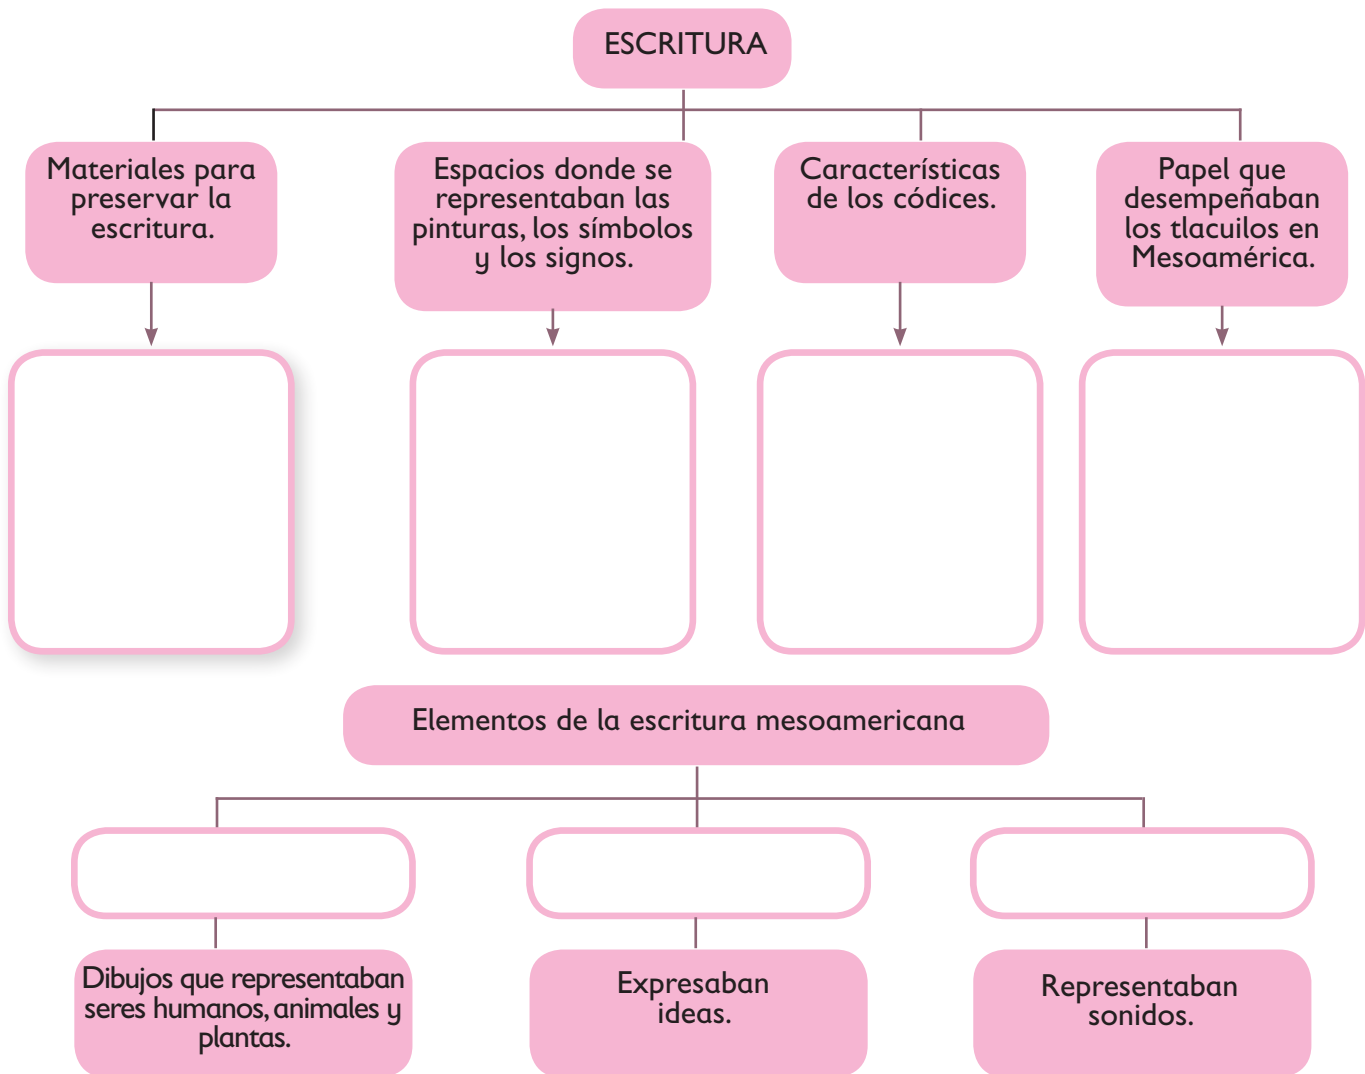 ESCRITURA
Materiales para
preservar la
escritura.
Espacios donde se
representaban las
pinturas, los símbolos
y los signos.
Características
de los códices.
Papel que
desempeñaban
los tlacuilos en
Mesoamérica.
Elementos de la escritura mesoamericana
Dibujos que representaban
seres humanos, animales y
plantas.
Expresaban
ideas.
Representaban
sonidos.